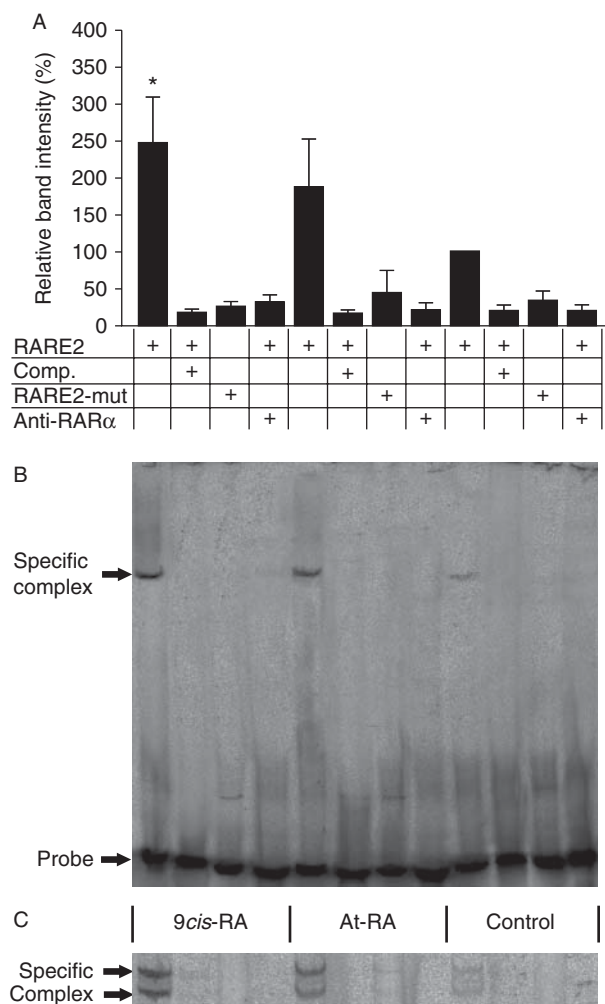 A
Relative band intensity (%)
400
350
300
250
200
150
100
50
0
*
RARE2 + + + + + + + + +
Comp. + + +
RARE2-mut + + +
Anti-RARα + + +
B
Specific
complex
Probe
C
9cis-RA At-RA Control
Specific
Complex